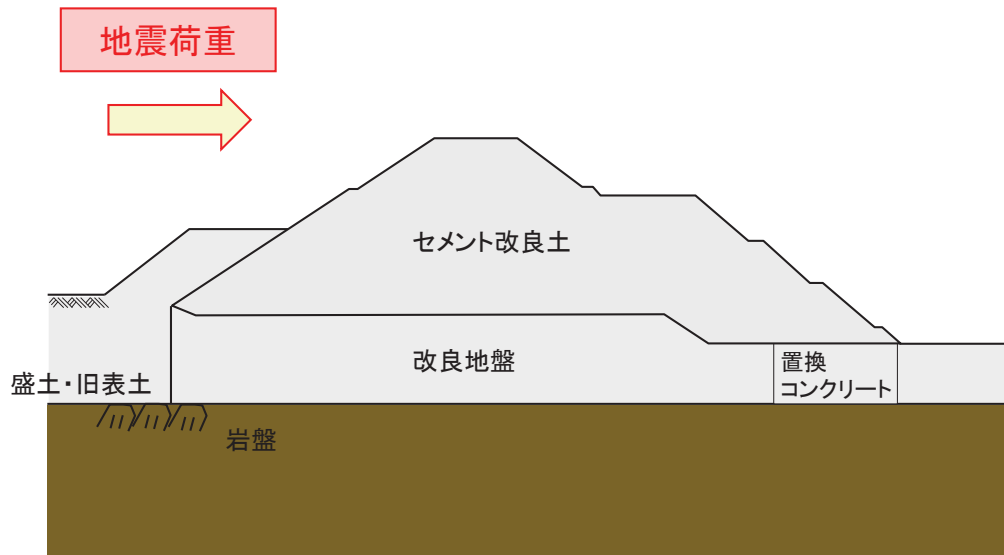 地震荷重
セメント改良土
改良地盤
置換
コンクリート
盛土・旧表土
岩盤